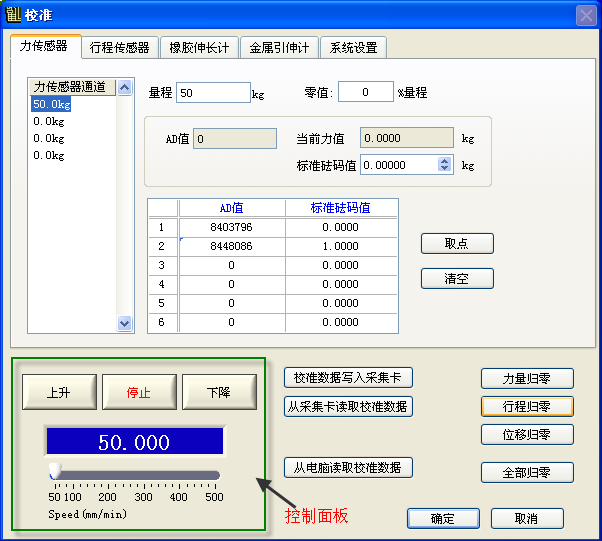 校准
力传感器 行程传感器 橡胶伸长计 金属引伸计 系统设置
力传感器通道
50.0kg
0.0kg
0.0kg
0.0kg
量程 50 kg 零值: 0 %量程
AD值 0 当前力值 0.0000 kg
标准砝码值 0.00000 kg
AD值 标准砝码值
1 8403796 0.0000
2 8448086 1.0000
3 0 0.0000
4 0 0.0000
5 0 0.0000
6 0 0.0000
取点
清空
上升 停止 下降
50.000
50 100 200 300 400 500
Speed(mm/min)
控制面板
校准数据写入采集卡
从采集卡读取校准数据
从电脑读取校准数据
力量归零
行程归零
位移归零
全部归零
确定 取消